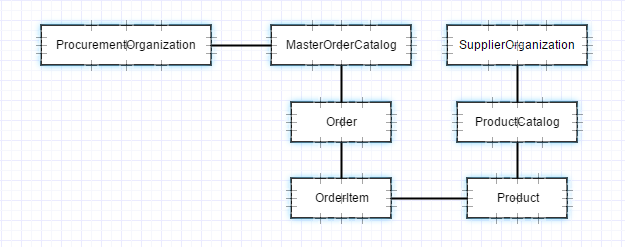 ProcurementOrganization
MasterOrderCatalog
SupplierOrganization
Order
ProductCatalog
OrderItem
Product